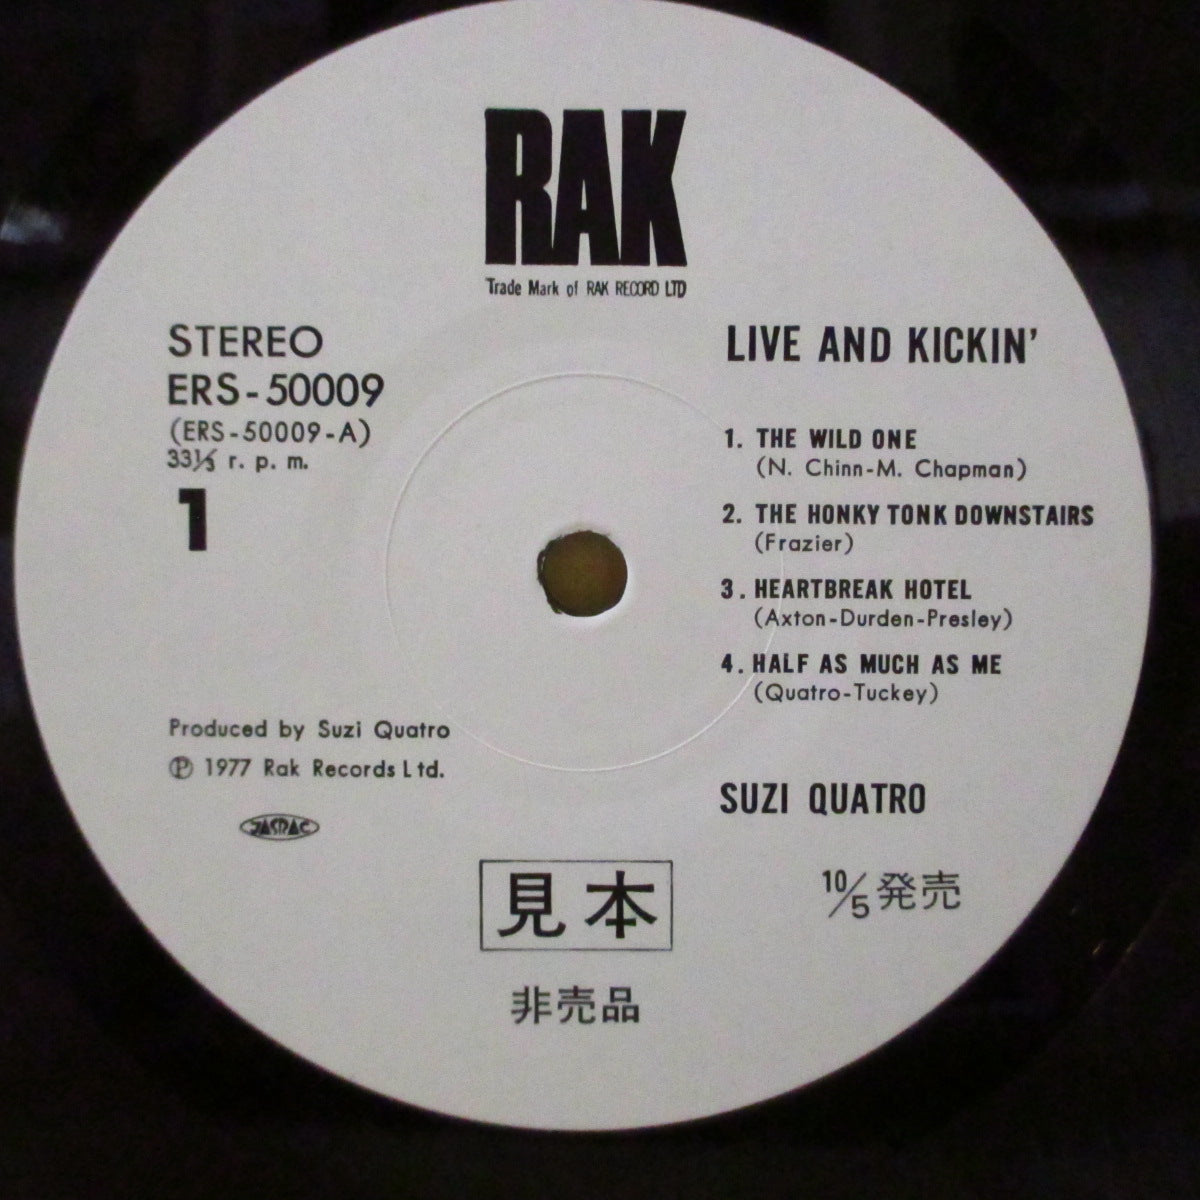 RAK
Trade Mark of RAK RECORD LTD
STEREO
ERS-50009
(ERS-50009-A)
33⅓ r. p. m.
1
LIVE AND KICKIN'
1. THE WILD ONE
(N. Chinn-M. Chapman)
2. THE HONKY TONK DOWNSTAIRS
(Frazier)
3. HEARTBREAK HOTEL
(Axton-Durden-Presley)
4. HALF AS MUCH AS ME
(Quatro-Tuckey)
Produced by Suzi Quatro
℗ 1977 Rak Records Ltd.
JASRAC
SUZI QUATRO
10/5発売
見本
非売品